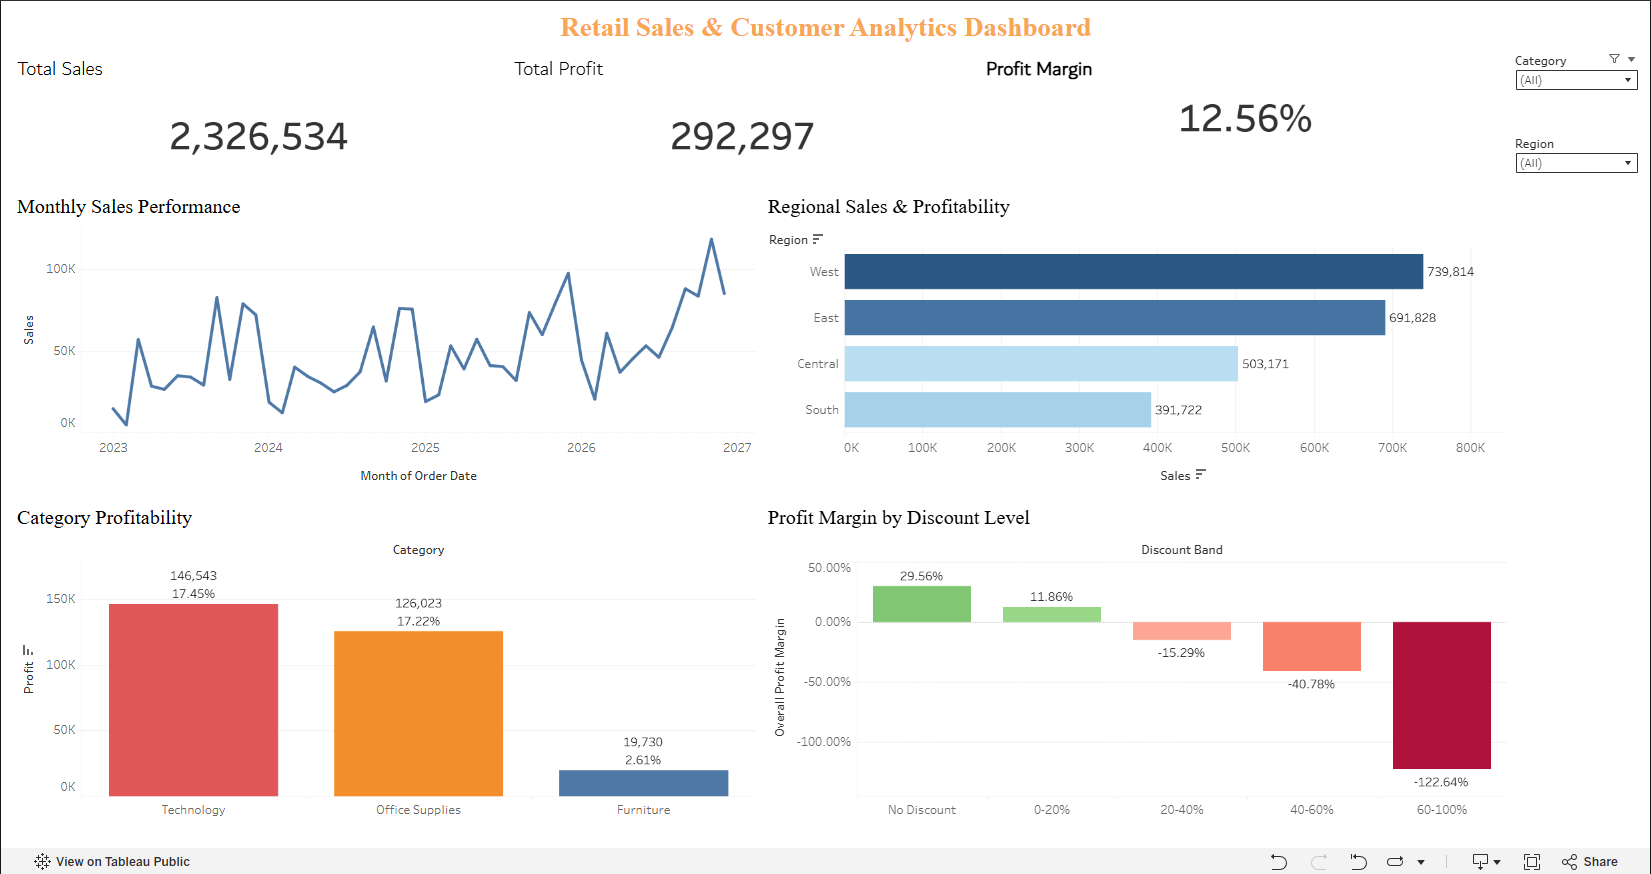 Retail Sales & Customer Analytics Dashboard
Total Sales
2,326,534
Total Profit
292,297
Profit Margin
12.56%
Category
(All)
Region
(All)
Monthly Sales Performance
Sales
100K
50K
0K
2023 2024 2025 2026 2027
Month of Order Date
Regional Sales & Profitability
Region
West 739,814
East 691,828
Central 503,171
South 391,722
0K 100K 200K 300K 400K 500K 600K 700K 800K
Sales
Category Profitability
Category
Profit
150K
100K
50K
0K
146,543
17.45%
126,023
17.22%
19,730
2.61%
Technology Office Supplies Furniture
Profit Margin by Discount Level
Discount Band
Overall Profit Margin
50.00%
0.00%
-50.00%
-100.00%
29.56%
11.86%
-15.29%
-40.78%
-122.64%
No Discount 0-20% 20-40% 40-60% 60-100%
View on Tableau Public
Share